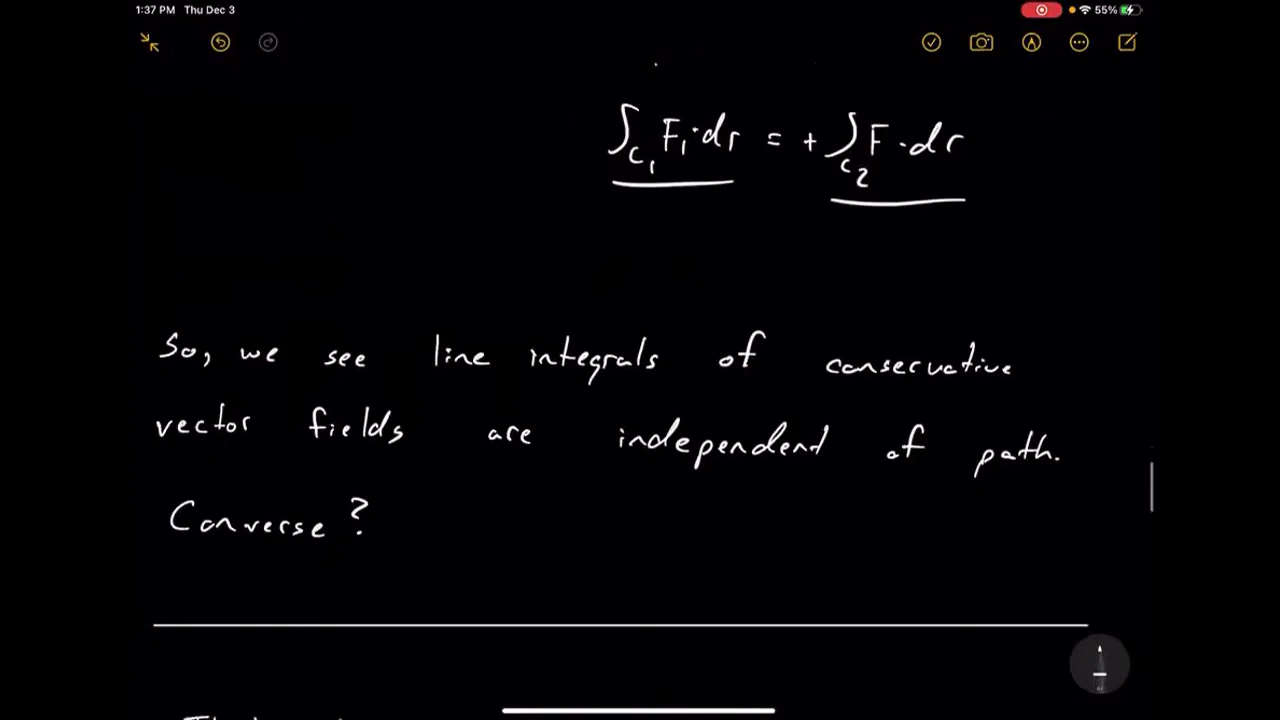 1:37 PM Thu Dec 3
55%
∫C₁ F₁·dr = + ∫C₂ F·dr
So, we see line integrals of conservative
vector fields are independent of path.
Converse?